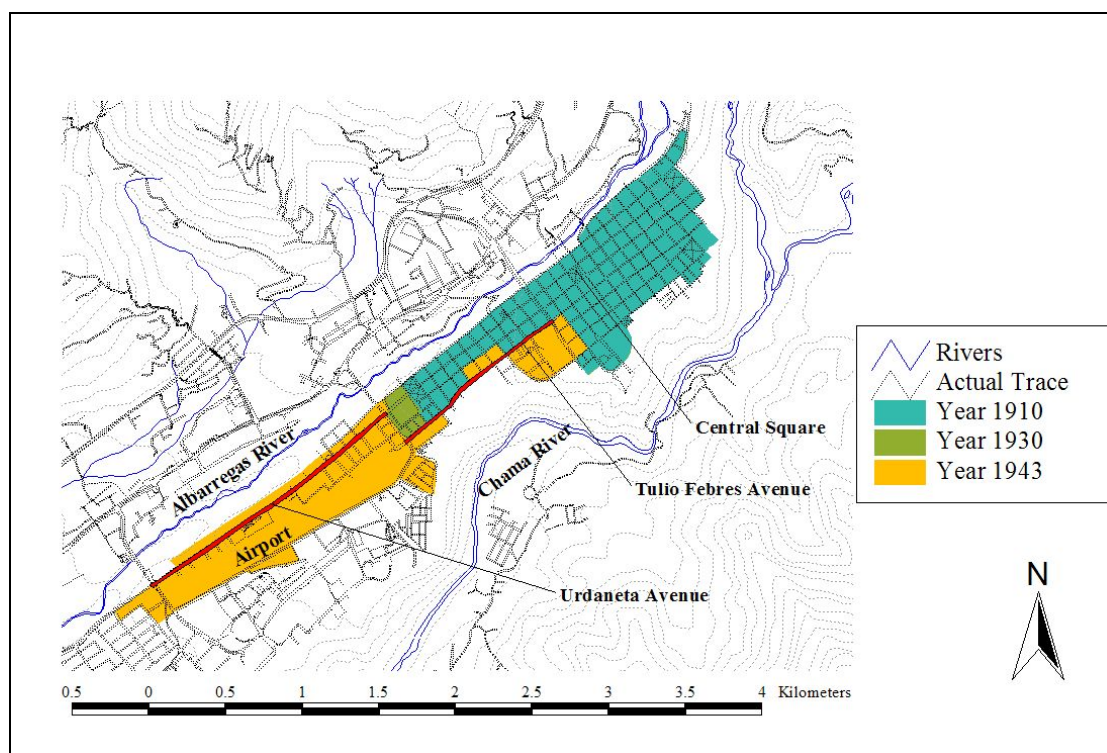 Albarregas River
Airport
Chama River
Central Square
Tulio Febres Avenue
Urdaneta Avenue
Rivers
Actual Trace
Year 1910
Year 1930
Year 1943
N
0.5 0 0.5 1 1.5 2 2.5 3 3.5 4 Kilometers